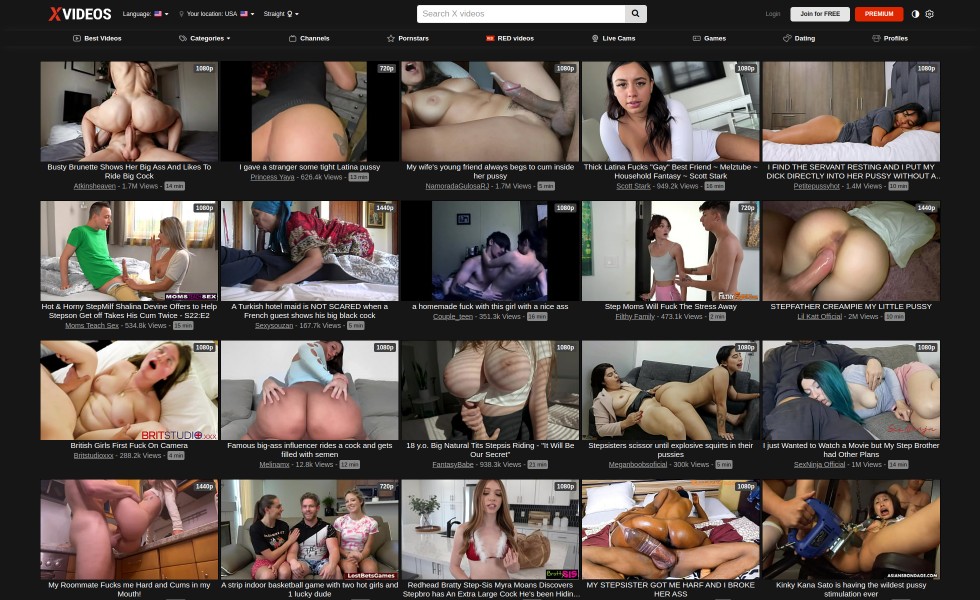 XVIDEOS
Language:
Your location: USA
Straight
Search X videos
Login
Join for FREE
PREMIUM
Best Videos
Categories
Channels
Pornstars
RED videos
Live Cams
Games
Dating
Profiles
1080p
720p
1080p
1080p
1080p
Busty Brunette Shows Her Big Ass And Likes To
Ride Big Cock
Atkinsheaven - 1.7M Views - 14 min
I gave a stranger some tight Latina pussy
Princess Yaya - 626.4k Views - 13 min
My wife's young friend always begs to cum inside
her pussy
NamoradaGulosaRJ - 1.7M Views - 5 min
Thick Latina Fucks "Gay" Best Friend ~ Melztube ~
Household Fantasy ~ Scott Stark
Scott Stark - 949.2k Views - 16 min
I FIND THE SERVANT RESTING AND I PUT MY
DICK DIRECTLY INTO HER PUSSY WITHOUT A..
Petitepussyhot - 1.4M Views - 10 min
1080p
1440p
1080p
720p
1440p
Hot & Horny StepMilf Shalina Devine Offers to Help
Stepson Get off Takes His Cum Twice - S22:E2
Moms Teach Sex - 534.8k Views - 15 min
A Turkish hotel maid is NOT SCARED when a
French guest shows his big black cock
Sexysouzan - 167.7k Views - 5 min
a homemade fuck with this girl with a nice ass
Couple_teen - 351.3k Views - 16 min
Step Moms Will Fuck The Stress Away
Filthy Family - 473.1k Views - 2 min
STEPFATHER CREAMPIE MY LITTLE PUSSY
Lil Katt Official - 2M Views - 10 min
1080p
1080p
1080p
1080p
1080p
BRITSTUDIO.xxx
British Girls First Fuck On Camera
Britstudioxxx - 288.2k Views - 4 min
Famous big-ass influencer rides a cock and gets
filled with semen
Melinamx - 12.8k Views - 12 min
18 y.o. Big Natural Tits Stepsis Riding - "It Will Be
Our Secret"
FantasyBabe - 938.3k Views - 21 min
Stepsisters scissor until explosive squirts in their
pussies
Meganboobsoficial - 300k Views - 5 min
I just Wanted to Watch a Movie but My Step Brother
had Other Plans
SexNinja Official - 1M Views - 14 min
1440p
720p
1080p
1080p
1080p
LostBetsGames
ASIANSBONDAGE.COM
My Roommate Fucks me Hard and Cums in my
Mouth!
A strip indoor basketball game with two hot girls and
1 lucky dude
Redhead Bratty Step-Sis Myra Moans Discovers
Stepbro has An Extra Large Cock He's been Hidin...
MY STEPSISTER GOT ME HARF AND I BROKE
HER ASS
Kinky Kana Sato is having the wildest pussy
stimulation ever